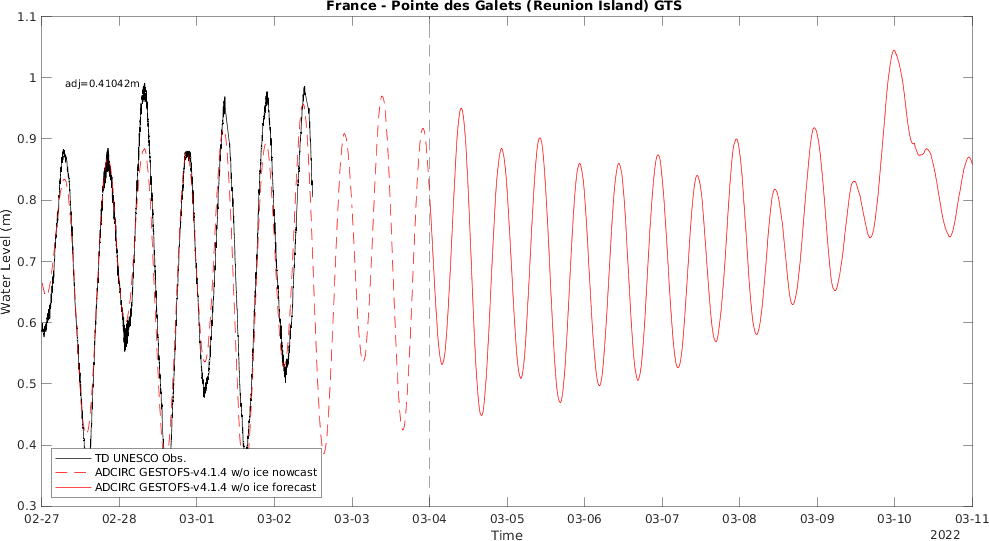 France - Pointe des Galets (Reunion Island) GTS
1.1
1
0.9
0.8
0.7
0.6
0.5
0.4
0.3
Water Level (m)
adj=0.41042m
TD UNESCO Obs.
ADCIRC GESTOFS-v4.1.4 w/o ice nowcast
ADCIRC GESTOFS-v4.1.4 w/o ice forecast
02-27 02-28 03-01 03-02 03-03 03-04 03-05 03-06 03-07 03-08 03-09 03-10 03-11
Time
2022